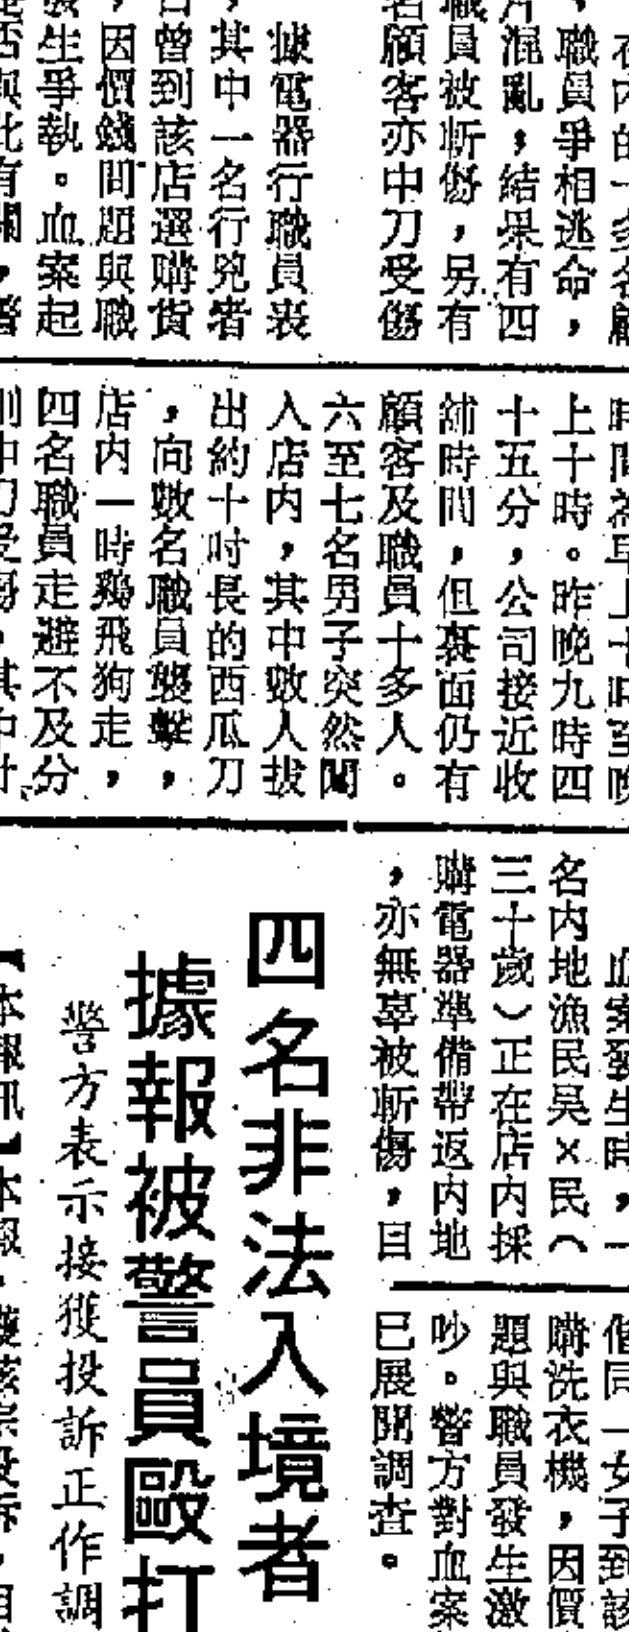 在內的十多名顧
，職員爭相逃命，
混亂，結果有四
職員被斬傷，另有
名顧客亦中刀受傷
據電器行職員表
，其中一名行兇者
曾到該店選購貨
，因價錢問題與職
發生爭執。血案起
是否與此有關，警
時間為早上十時至晚
上十時。昨晚九時四
十五分，公司接近收
舖時間，但裏面仍有
顧客及職員十多人。
六至七名男子突然闖
入店內，其中數人拔
出約十吋長的西瓜刀
，向數名職員襲擊，
店內一時鷄飛狗走，
四名職員走避不及分
別中刀受傷，其中
血案發生時，一
名內地漁民吳×民（
三十歲）正在店內採
購電器準備帶返內地
，亦無辜被斬傷，目
偕同一女子到該
購洗衣機，因價
題與職員發生激
吵。警方對血案
已展開調查。
四名非法入境者
據報被警員毆打
警方表示接獲投訴正作調
【本報訊】本報